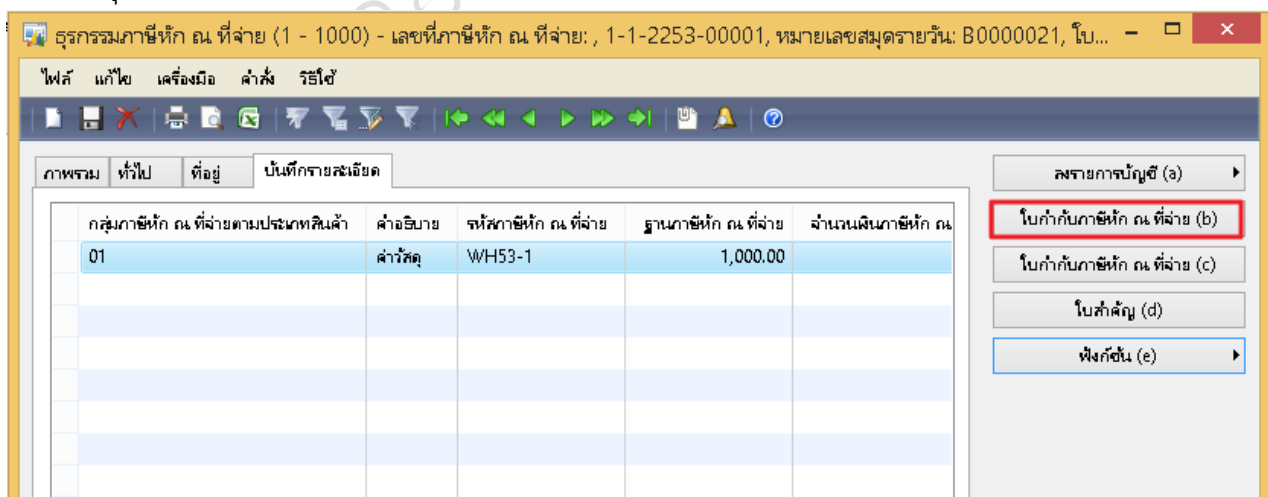 ธุรกรรมภาษีหัก ณ ที่จ่าย (1 - 1000) - เลขที่ภาษีหัก ณ ที่จ่าย: , 1-1-2253-00001, หมายเลขสมุดรายวัน: B0000021, ใบ...
ไฟล์ แก้ไข เครื่องมือ คำสั่ง วิธีใช้
ภาพรวม ทั่วไป ที่อยู่ บันทึกรายละเอียด
ลงรายการบัญชี (a)
กลุ่มภาษีหัก ณ ที่จ่ายตามประเภทสินค้า คำอธิบาย รหัสภาษีหัก ณ ที่จ่าย ฐานภาษีหัก ณ ที่จ่าย จำนวนเงินภาษีหัก ณ
ใบกำกับภาษีหัก ณ ที่จ่าย (b)
01 ค่าวัสดุ WH53-1 1,000.00
ใบกำกับภาษีหัก ณ ที่จ่าย (c)
ใบสำคัญ (d)
ฟังก์ชัน (e)